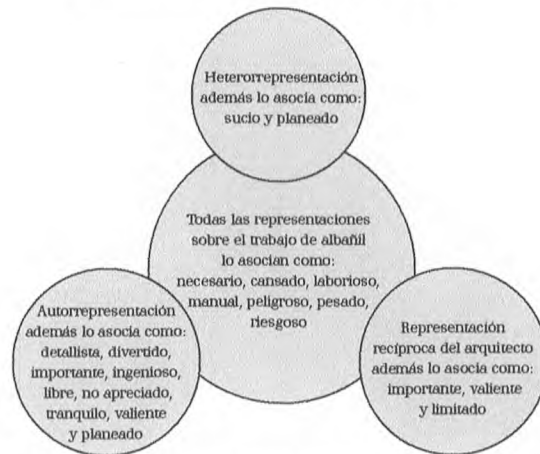 Heterorrepresentación
además lo asocia como:
sucio y planeado
Todas las representaciones
sobre el trabajo de albañil
lo asocian como:
necesario, cansado, laborioso,
manual, peligroso, pesado,
riesgoso
Autorrepresentación
además lo asocia como:
detallista, divertido,
importante, ingenioso,
libre, no apreciado,
tranquilo, valiente
y planeado
Representación
recíproca del arquitecto
además lo asocia como:
importante, valiente
y limitado